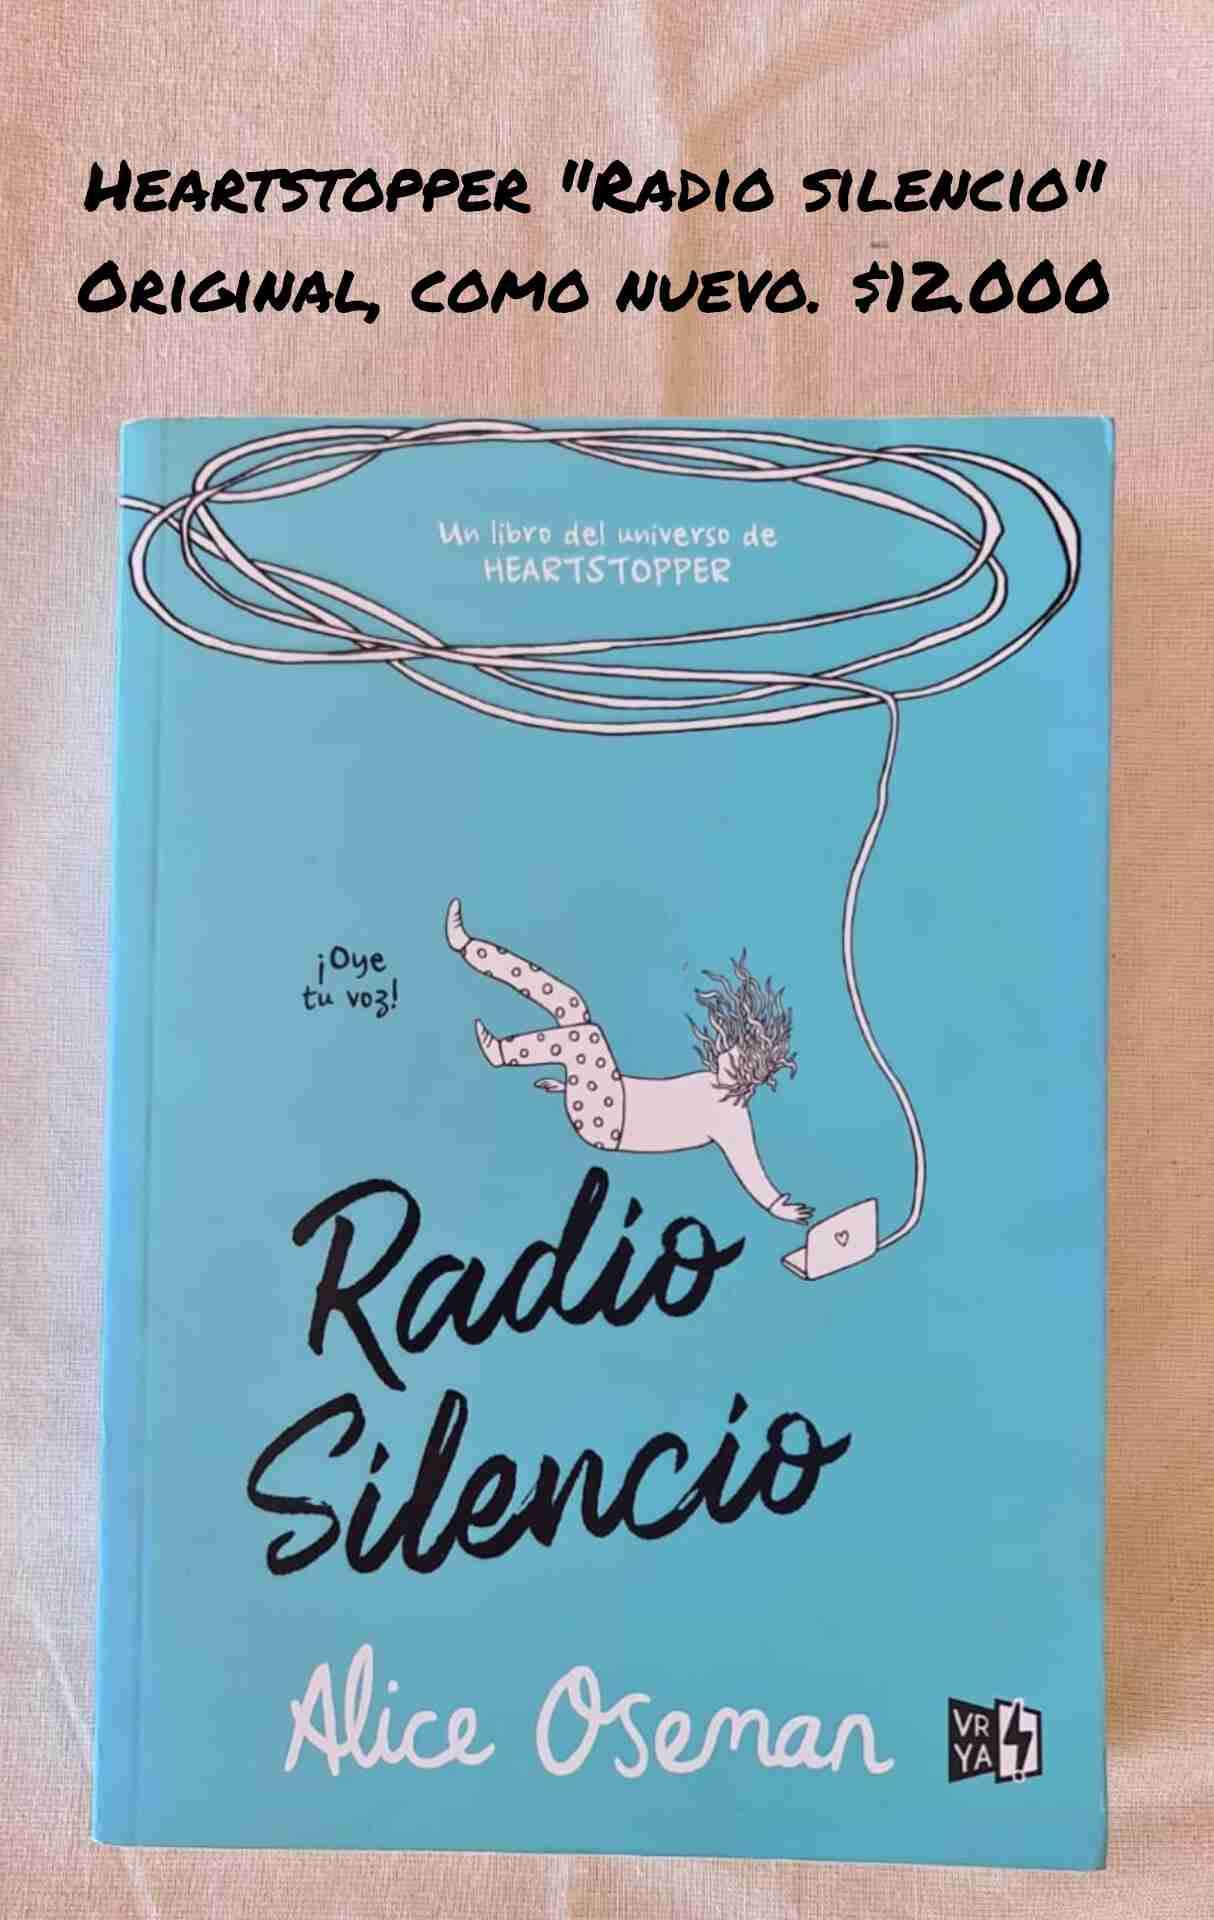 Heartstopper "Radio silencio"
Original, como nuevo. $12.000
Un libro del universo de
HEARTSTOPPER
¡Oye
tu voz!
Radio
Silencio
Alice Oseman
VR
YA